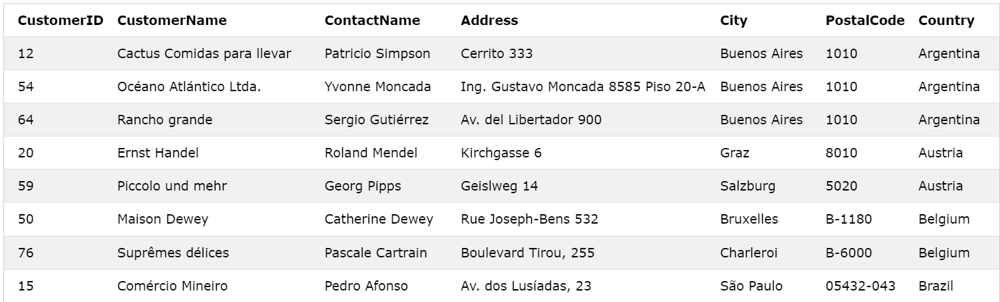 CustomerID CustomerName ContactName Address City PostalCode Country
12 Cactus Comidas para llevar Patricio Simpson Cerrito 333 Buenos Aires 1010 Argentina
54 Océano Atlántico Ltda. Yvonne Moncada Ing. Gustavo Moncada 8585 Piso 20-A Buenos Aires 1010 Argentina
64 Rancho grande Sergio Gutiérrez Av. del Libertador 900 Buenos Aires 1010 Argentina
20 Ernst Handel Roland Mendel Kirchgasse 6 Graz 8010 Austria
59 Piccolo und mehr Georg Pipps Geislweg 14 Salzburg 5020 Austria
50 Maison Dewey Catherine Dewey Rue Joseph-Bens 532 Bruxelles B-1180 Belgium
76 Suprêmes délices Pascale Cartrain Boulevard Tirou, 255 Charleroi B-6000 Belgium
15 Comércio Mineiro Pedro Afonso Av. dos Lusíadas, 23 São Paulo 05432-043 Brazil